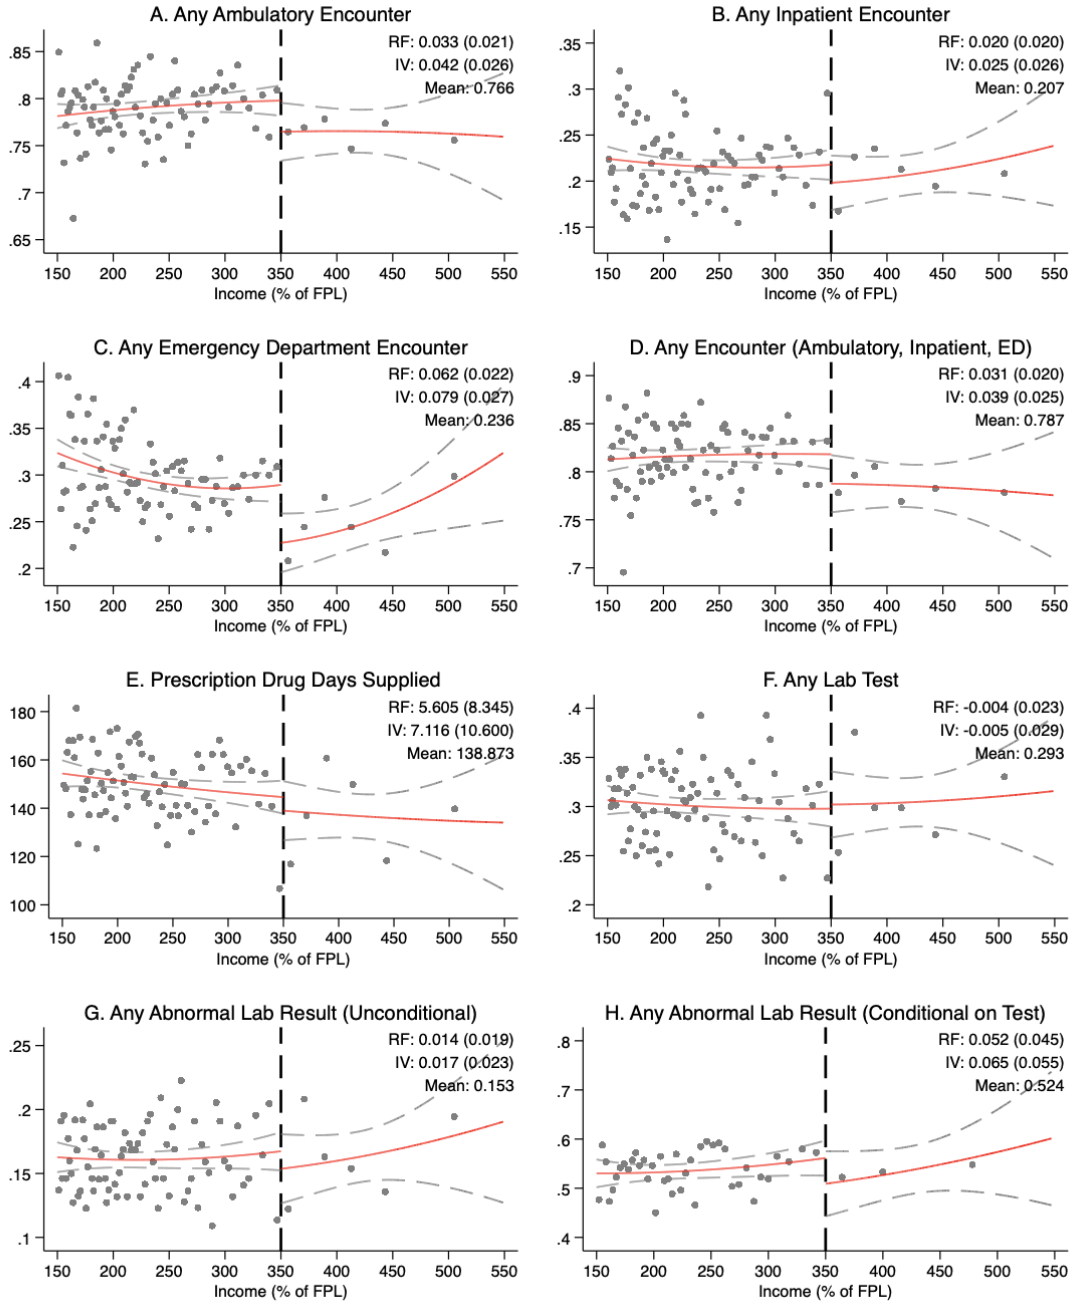 A. Any Ambulatory Encounter
RF: 0.033 (0.021)
IV: 0.042 (0.026)
Mean: 0.766
.85
.8
.75
.7
.65
150 200 250 300 350 400 450 500 550
Income (% of FPL)
B. Any Inpatient Encounter
RF: 0.020 (0.020)
IV: 0.025 (0.026)
Mean: 0.207
.35
.3
.25
.2
.15
150 200 250 300 350 400 450 500 550
Income (% of FPL)
C. Any Emergency Department Encounter
RF: 0.062 (0.022)
IV: 0.079 (0.027)
Mean: 0.236
.4
.35
.3
.25
.2
150 200 250 300 350 400 450 500 550
Income (% of FPL)
D. Any Encounter (Ambulatory, Inpatient, ED)
RF: 0.031 (0.020)
IV: 0.039 (0.025)
Mean: 0.787
.9
.85
.8
.75
.7
150 200 250 300 350 400 450 500 550
Income (% of FPL)
E. Prescription Drug Days Supplied
RF: 5.605 (8.345)
IV: 7.116 (10.600)
Mean: 138.873
180
160
140
120
100
150 200 250 300 350 400 450 500 550
Income (% of FPL)
F. Any Lab Test
RF: -0.004 (0.023)
IV: -0.005 (0.029)
Mean: 0.293
.4
.35
.3
.25
.2
150 200 250 300 350 400 450 500 550
Income (% of FPL)
G. Any Abnormal Lab Result (Unconditional)
RF: 0.014 (0.019)
IV: 0.017 (0.023)
Mean: 0.153
.25
.2
.15
.1
150 200 250 300 350 400 450 500 550
Income (% of FPL)
H. Any Abnormal Lab Result (Conditional on Test)
RF: 0.052 (0.045)
IV: 0.065 (0.055)
Mean: 0.524
.8
.7
.6
.5
.4
150 200 250 300 350 400 450 500 550
Income (% of FPL)